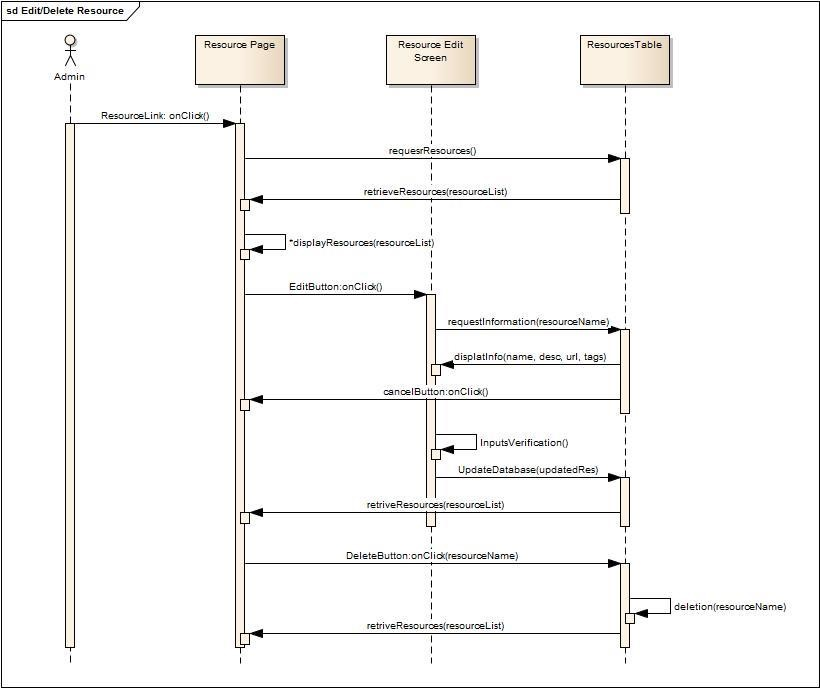 sd Edit/Delete Resource
Admin
Resource Page
Resource Edit
Screen
ResourcesTable
ResourceLink: onClick()
requesrResources()
retrieveResources(resourceList)
*displayResources(resourceList)
EditButton:onClick()
requestInformation(resourceName)
displatInfo(name, desc, url, tags)
cancelButton:onClick()
InputsVerification()
UpdateDatabase(updatedRes)
retriveResources(resourceList)
DeleteButton:onClick(resourceName)
deletion(resourceName)
retriveResources(resourceList)